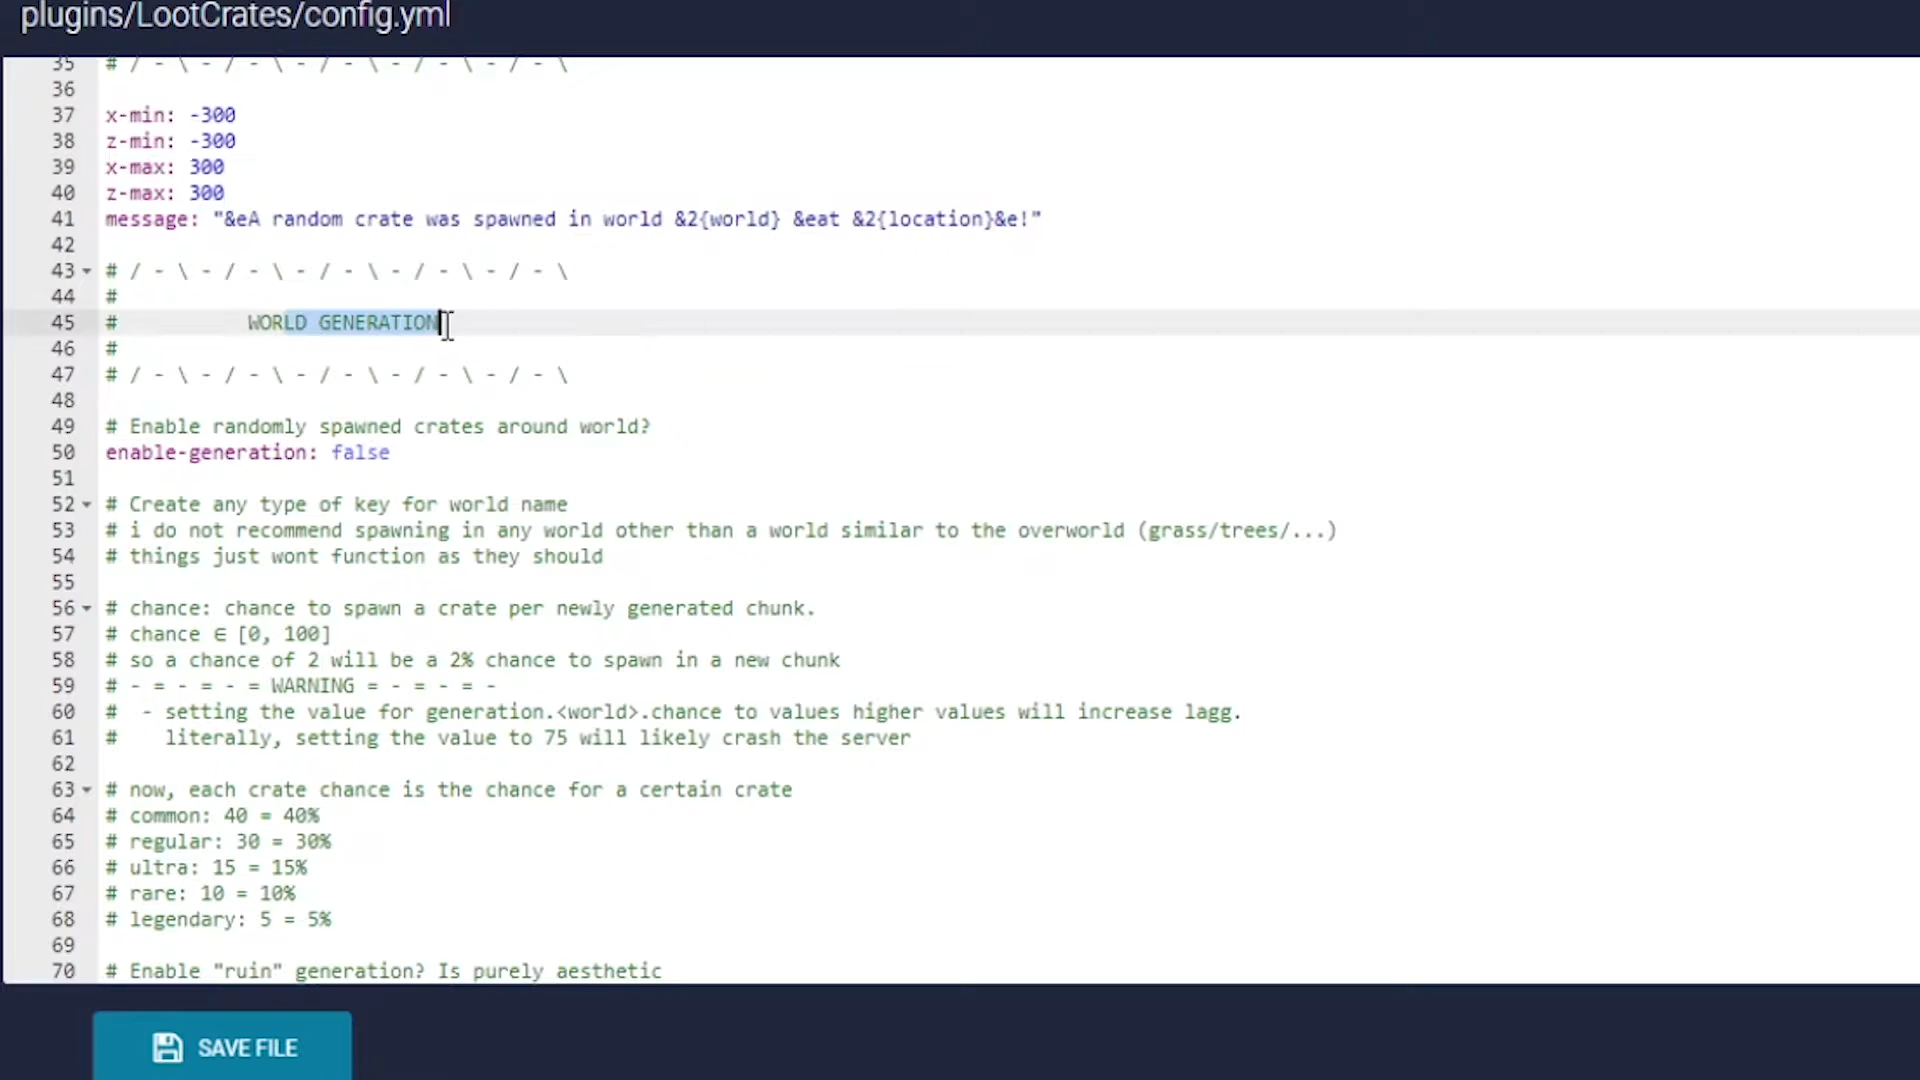 plugins/LootCrates/config.yml
35 # / - \ - / - \ - / - \ - / - \ - / - \
36
37 x-min: -300
38 z-min: -300
39 x-max: 300
40 z-max: 300
41 message: "&eA random crate was spawned in world &2{world} &eat &2{location}&e!"
42
43 # / - \ - / - \ - / - \ - / - \ - / - \
44 #
45 # WORLD GENERATION
46 #
47 # / - \ - / - \ - / - \ - / - \ - / - \
48
49 # Enable randomly spawned crates around world?
50 enable-generation: false
51
52 # Create any type of key for world name
53 # i do not recommend spawning in any world other than a world similar to the overworld (grass/trees/...)
54 # things just wont function as they should
55
56 # chance: chance to spawn a crate per newly generated chunk.
57 # chance ∈ [0, 100]
58 # so a chance of 2 will be a 2% chance to spawn in a new chunk
59 # - = - = - = WARNING = - = - = -
60 # - setting the value for generation.<world>.chance to values higher values will increase lagg.
61 # literally, setting the value to 75 will likely crash the server
62
63 # now, each crate chance is the chance for a certain crate
64 # common: 40 = 40%
65 # regular: 30 = 30%
66 # ultra: 15 = 15%
67 # rare: 10 = 10%
68 # legendary: 5 = 5%
69
70 # Enable "ruin" generation? Is purely aesthetic
SAVE FILE